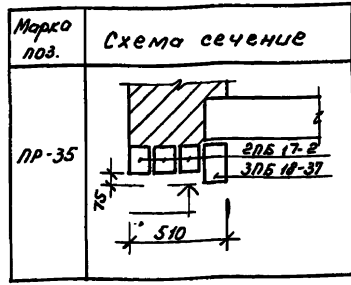 Марка
поз.
Схема сечение
ПР-35
2ПБ 17-2
3ПБ 18-37
75
510